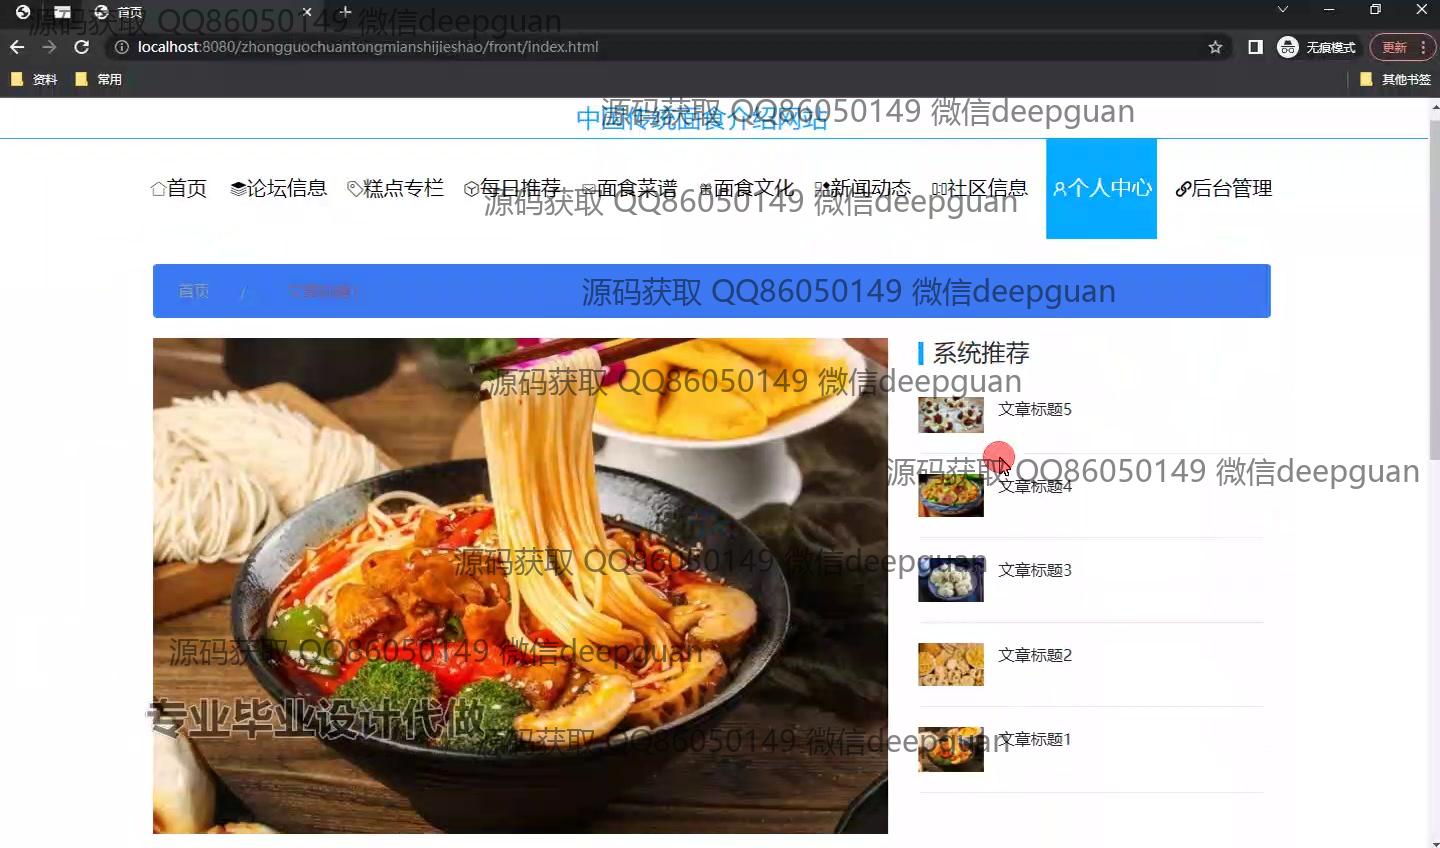 首页
源码获取 QQ86050149 微信deepguan
localhost:8080/zhongguochuantongmianshijieshao/front/index.html
无痕模式
更新
资料
常用
其他书签
源码获取 QQ86050149 微信deepguan
中国传统面食介绍网站
首页
论坛信息
糕点专栏
每日推荐
面食菜谱
面食文化
新闻动态
社区信息
个人中心
后台管理
源码获取 QQ86050149 微信deepguan
首页
/
源码获取 QQ86050149 微信deepguan
系统推荐
源码获取 QQ86050149 微信deepguan
文章标题5
源码获取 QQ86050149 微信deepguan
文章标题4
源码获取 QQ86050149 微信deepguan
文章标题3
源码获取 QQ86050149 微信deepguan
文章标题2
专业毕业设计代做
源码获取 QQ86050149 微信deepguan
文章标题1